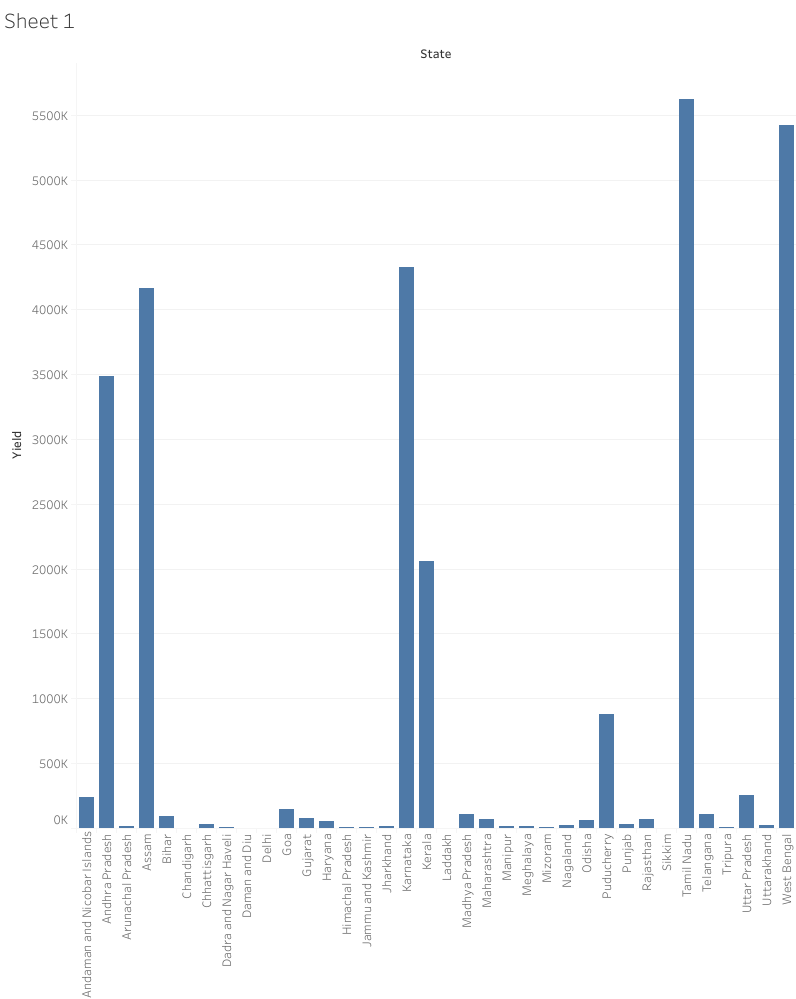 Sheet 1
State
Yield
5500K
5000K
4500K
4000K
3500K
3000K
2500K
2000K
1500K
1000K
500K
0K
Andaman and Nicobar Islands
Andhra Pradesh
Arunachal Pradesh
Assam
Bihar
Chandigarh
Chhattisgarh
Dadra and Nagar Haveli
Daman and Diu
Delhi
Goa
Gujarat
Haryana
Himachal Pradesh
Jammu and Kashmir
Jharkhand
Karnataka
Kerala
Laddakh
Madhya Pradesh
Maharashtra
Manipur
Meghalaya
Mizoram
Nagaland
Odisha
Puducherry
Punjab
Rajasthan
Sikkim
Tamil Nadu
Telangana
Tripura
Uttar Pradesh
Uttarakhand
West Bengal